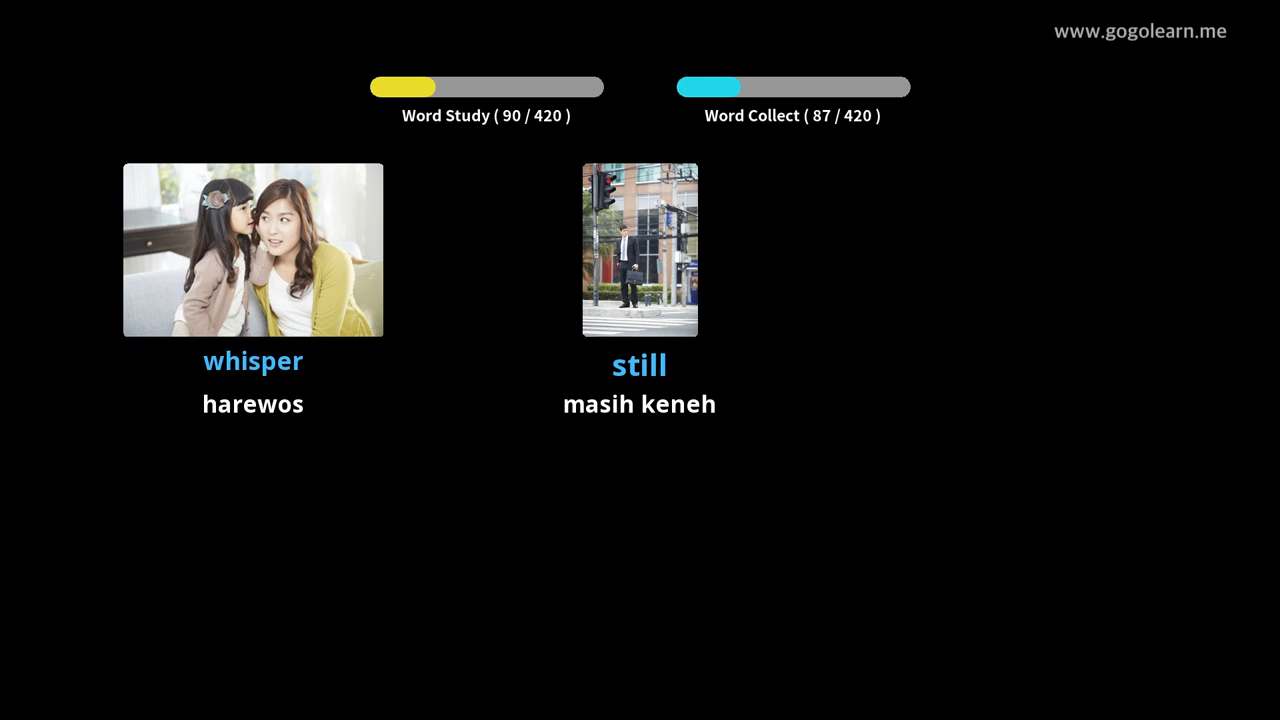 www.gogolearn.me
Word Study ( 90 / 420 )
Word Collect ( 87 / 420 )
whisper
still
harewos
masih keneh